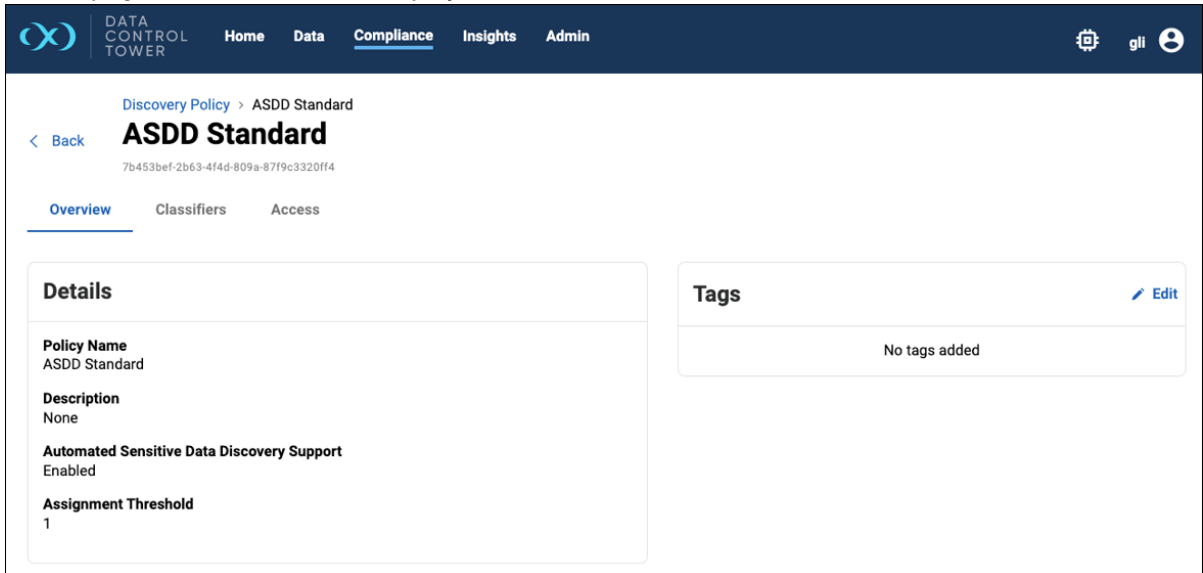 DATA
CONTROL
TOWER
Home Data Compliance Insights Admin
gli
Discovery Policy > ASDD Standard
< Back
ASDD Standard
7b453bef-2b63-4f4d-809a-87f9c3320ff4
Overview Classifiers Access
Details
Policy Name
ASDD Standard
Description
None
Automated Sensitive Data Discovery Support
Enabled
Assignment Threshold
1
Tags
Edit
No tags added